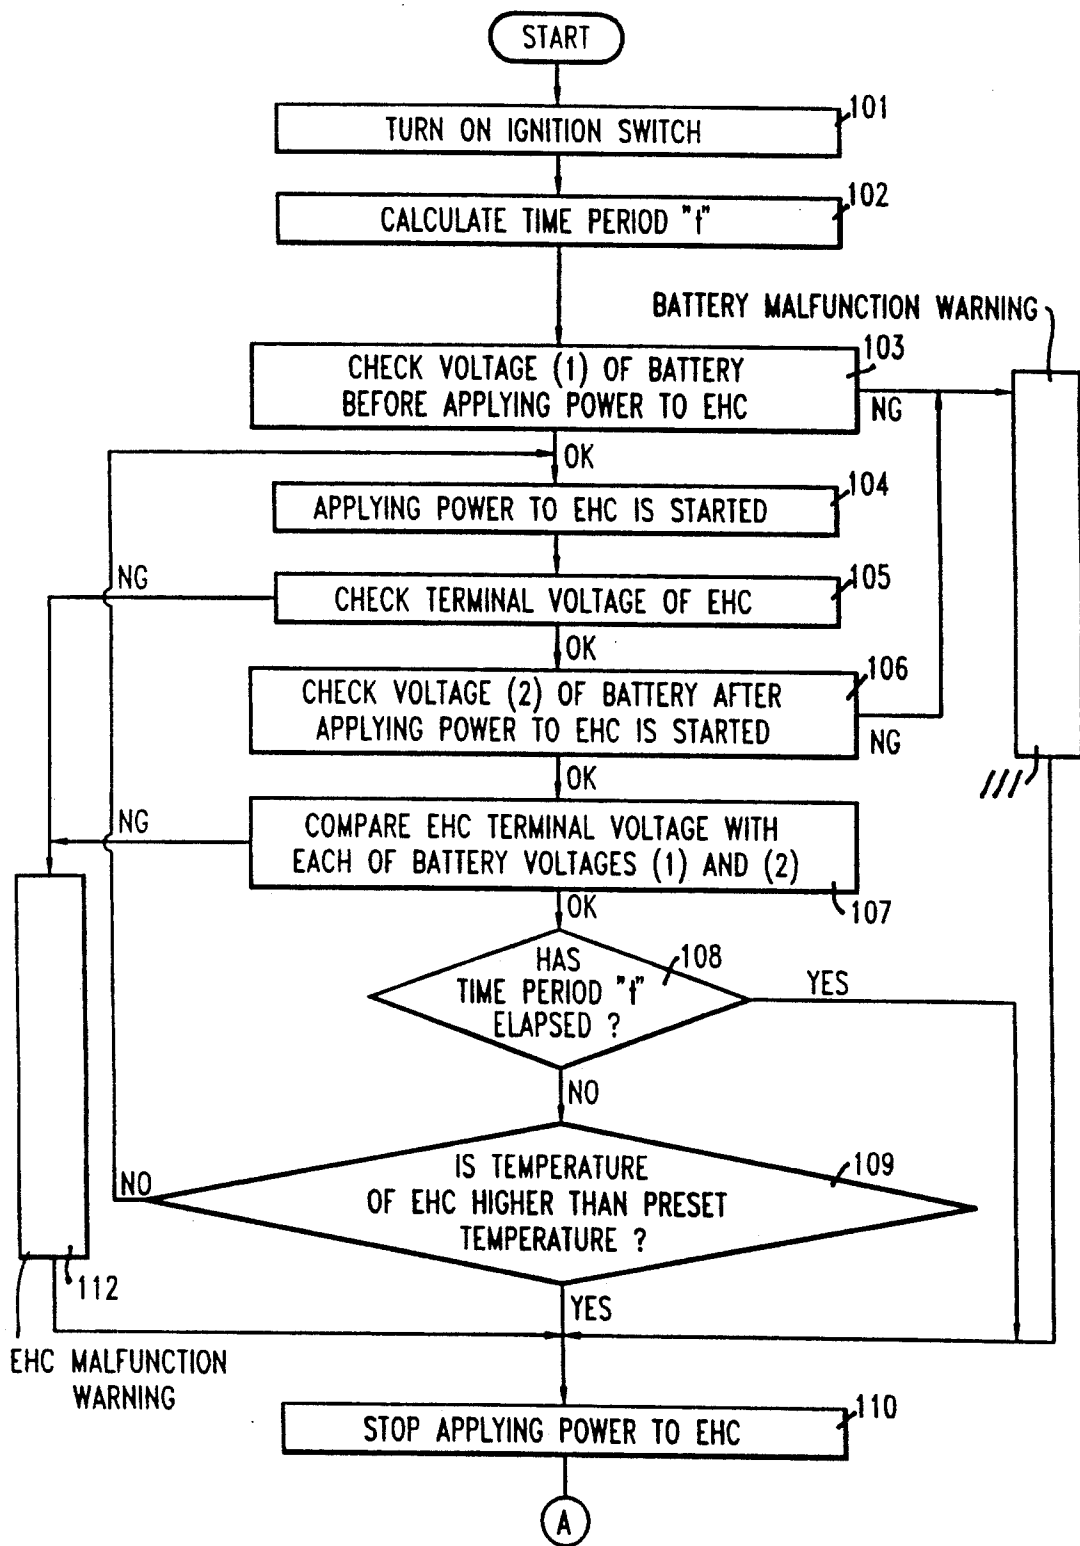 START
101
TURN ON IGNITION SWITCH
102
CALCULATE TIME PERIOD "t"
BATTERY MALFUNCTION WARNING
103
CHECK VOLTAGE (1) OF BATTERY
BEFORE APPLYING POWER TO EHC
NG
OK
104
APPLYING POWER TO EHC IS STARTED
NG
105
CHECK TERMINAL VOLTAGE OF EHC
OK
106
CHECK VOLTAGE (2) OF BATTERY AFTER
APPLYING POWER TO EHC IS STARTED
NG
111
OK
NG
COMPARE EHC TERMINAL VOLTAGE WITH
EACH OF BATTERY VOLTAGES (1) AND (2)
107
OK
108
HAS
TIME PERIOD "t"
ELAPSED ?
YES
NO
109
IS TEMPERATURE
OF EHC HIGHER THAN PRESET
TEMPERATURE ?
NO
112
YES
EHC MALFUNCTION
WARNING
110
STOP APPLYING POWER TO EHC
A